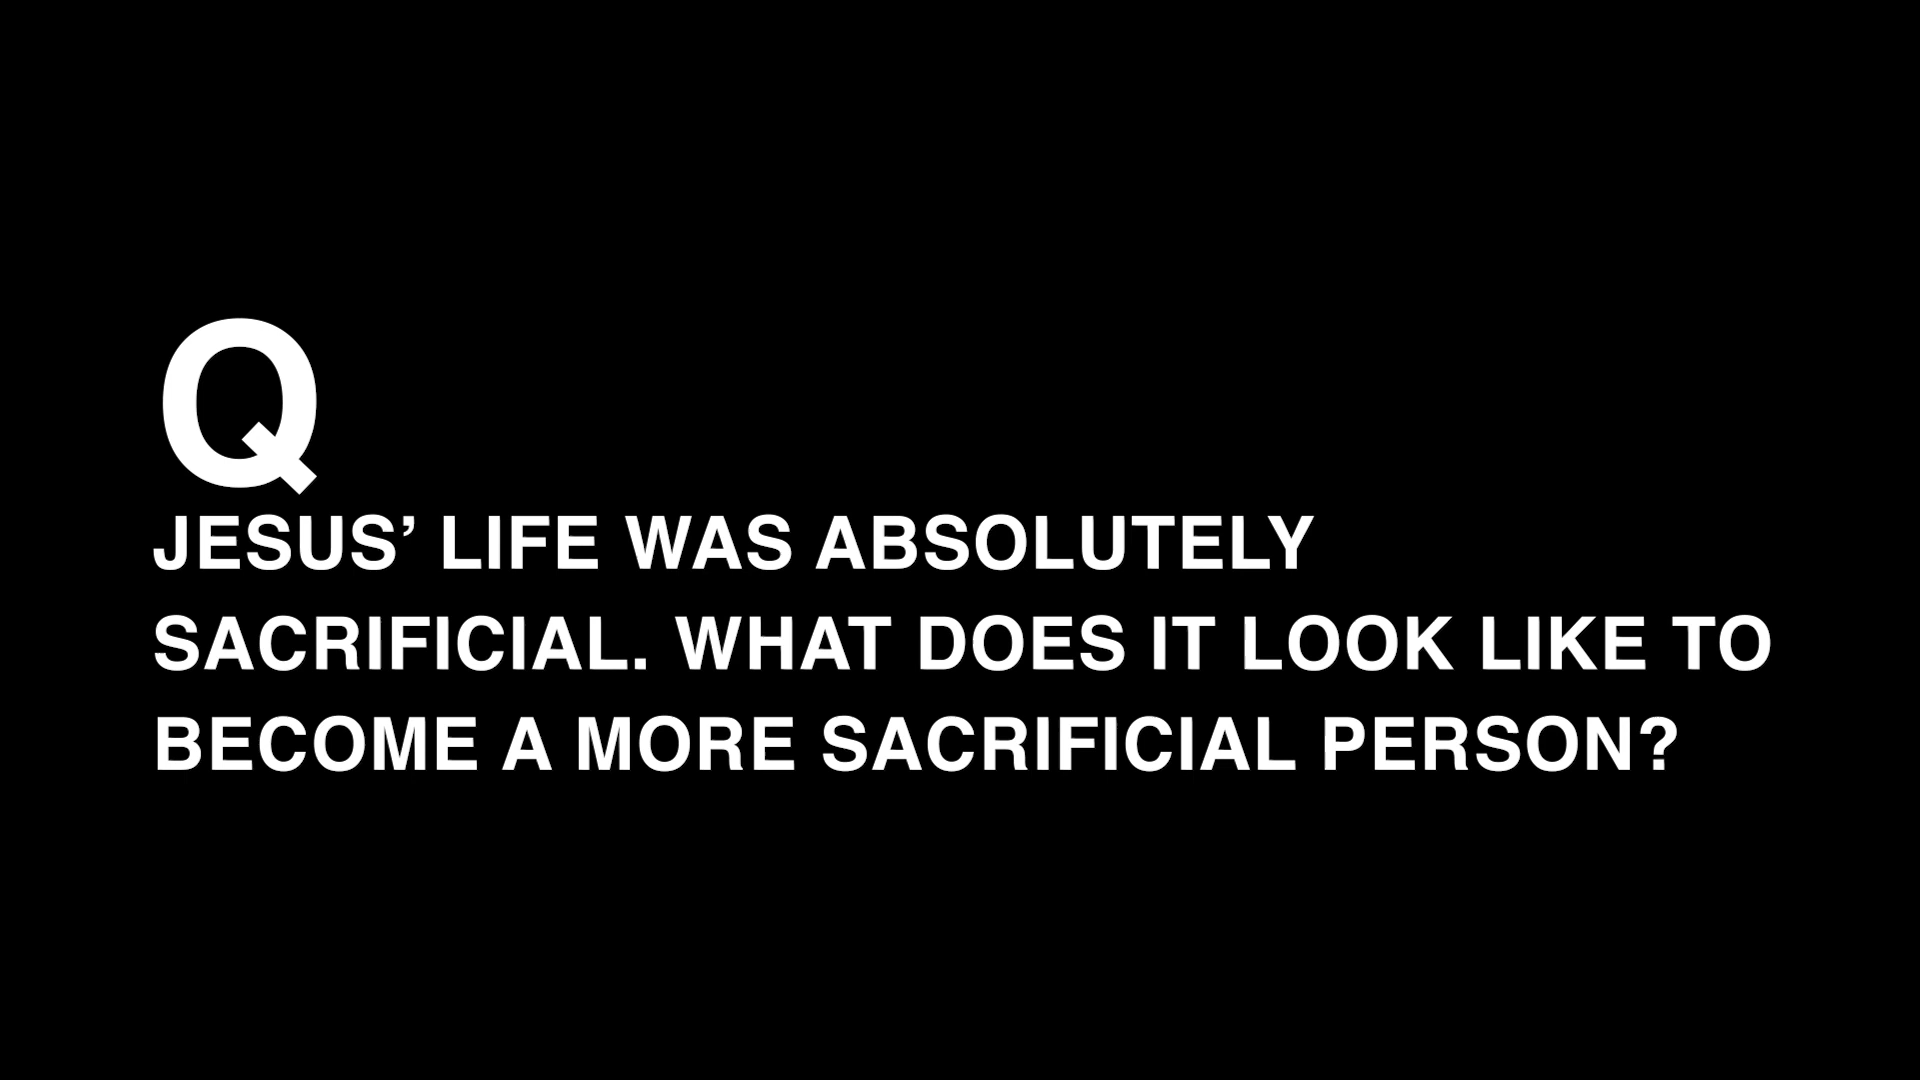 Q
JESUS’ LIFE WAS ABSOLUTELY
SACRIFICIAL. WHAT DOES IT LOOK LIKE TO
BECOME A MORE SACRIFICIAL PERSON?